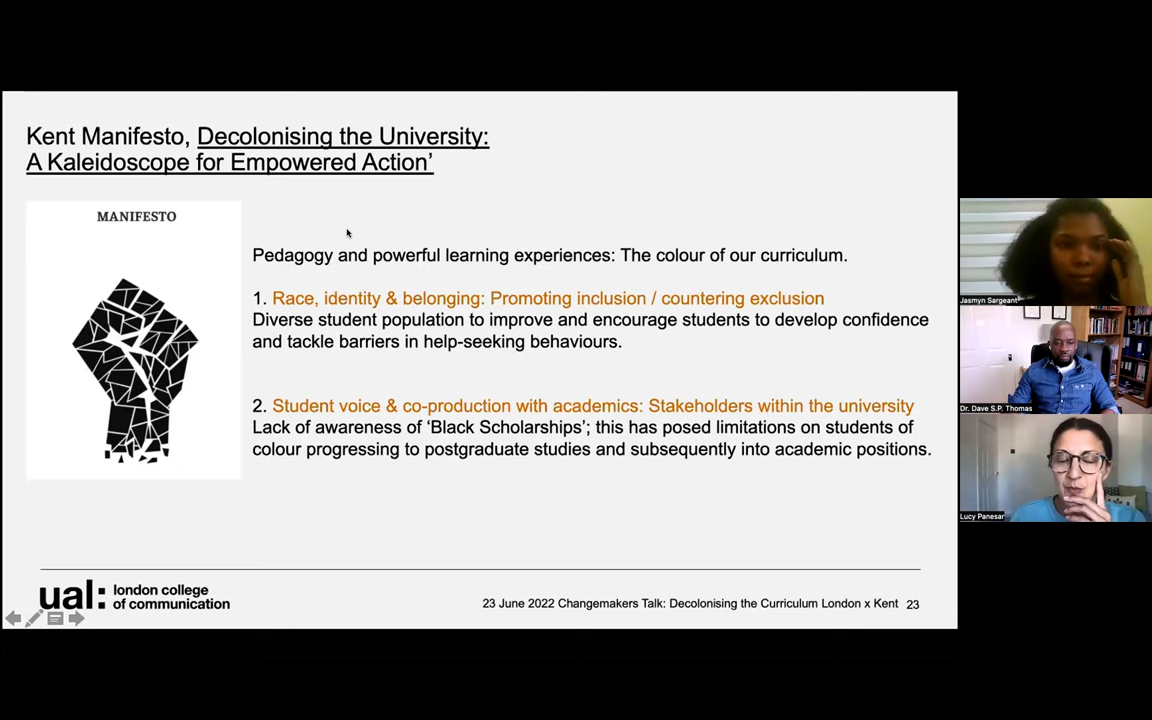 Kent Manifesto, Decolonising the University:
A Kaleidoscope for Empowered Action’
MANIFESTO
Pedagogy and powerful learning experiences: The colour of our curriculum.
1. Race, identity & belonging: Promoting inclusion / countering exclusion
Diverse student population to improve and encourage students to develop confidence
and tackle barriers in help-seeking behaviours.
2. Student voice & co-production with academics: Stakeholders within the university
Lack of awareness of ‘Black Scholarships’; this has posed limitations on students of
colour progressing to postgraduate studies and subsequently into academic positions.
ual: london college
of communication
23 June 2022 Changemakers Talk: Decolonising the Curriculum London x Kent 23
Jasmyn Sargeant
Dr. Dave S.P. Thomas
Lucy Panesar